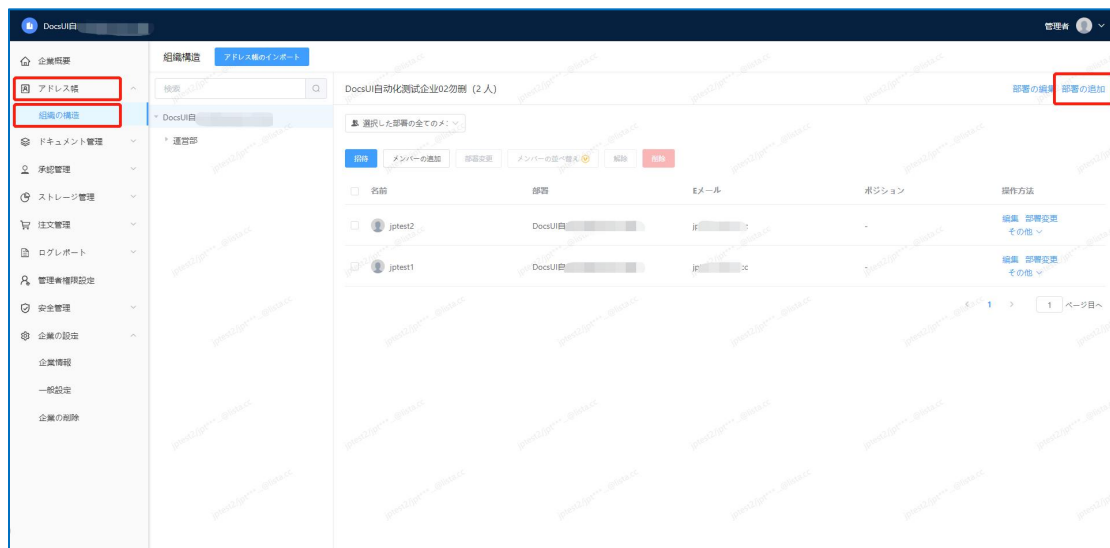 DocsUI自
管理者
企業概要
アドレス帳
組織の構造
ドキュメント管理
承認管理
ストレージ管理
注文管理
ログレポート
管理者権限設定
安全管理
企業の設定
企業情報
一般設定
企業の削除
組織構造 アドレス帳のインポート
検索
DocsUI自
運営部
DocsUI自动化测试企业02勿删 (2 人)
部署の編集 部署の追加
選択した部署の全てのメ:
招待 メンバーの追加 部署変更 メンバーの並べ替え 解除 削除
名前 部署 Eメール ポジション 操作方法
jptest2 DocsUI自 - 編集 部署変更
その他
jptest1 DocsUI自 - 編集 部署変更
その他
1 1 ページ目へ